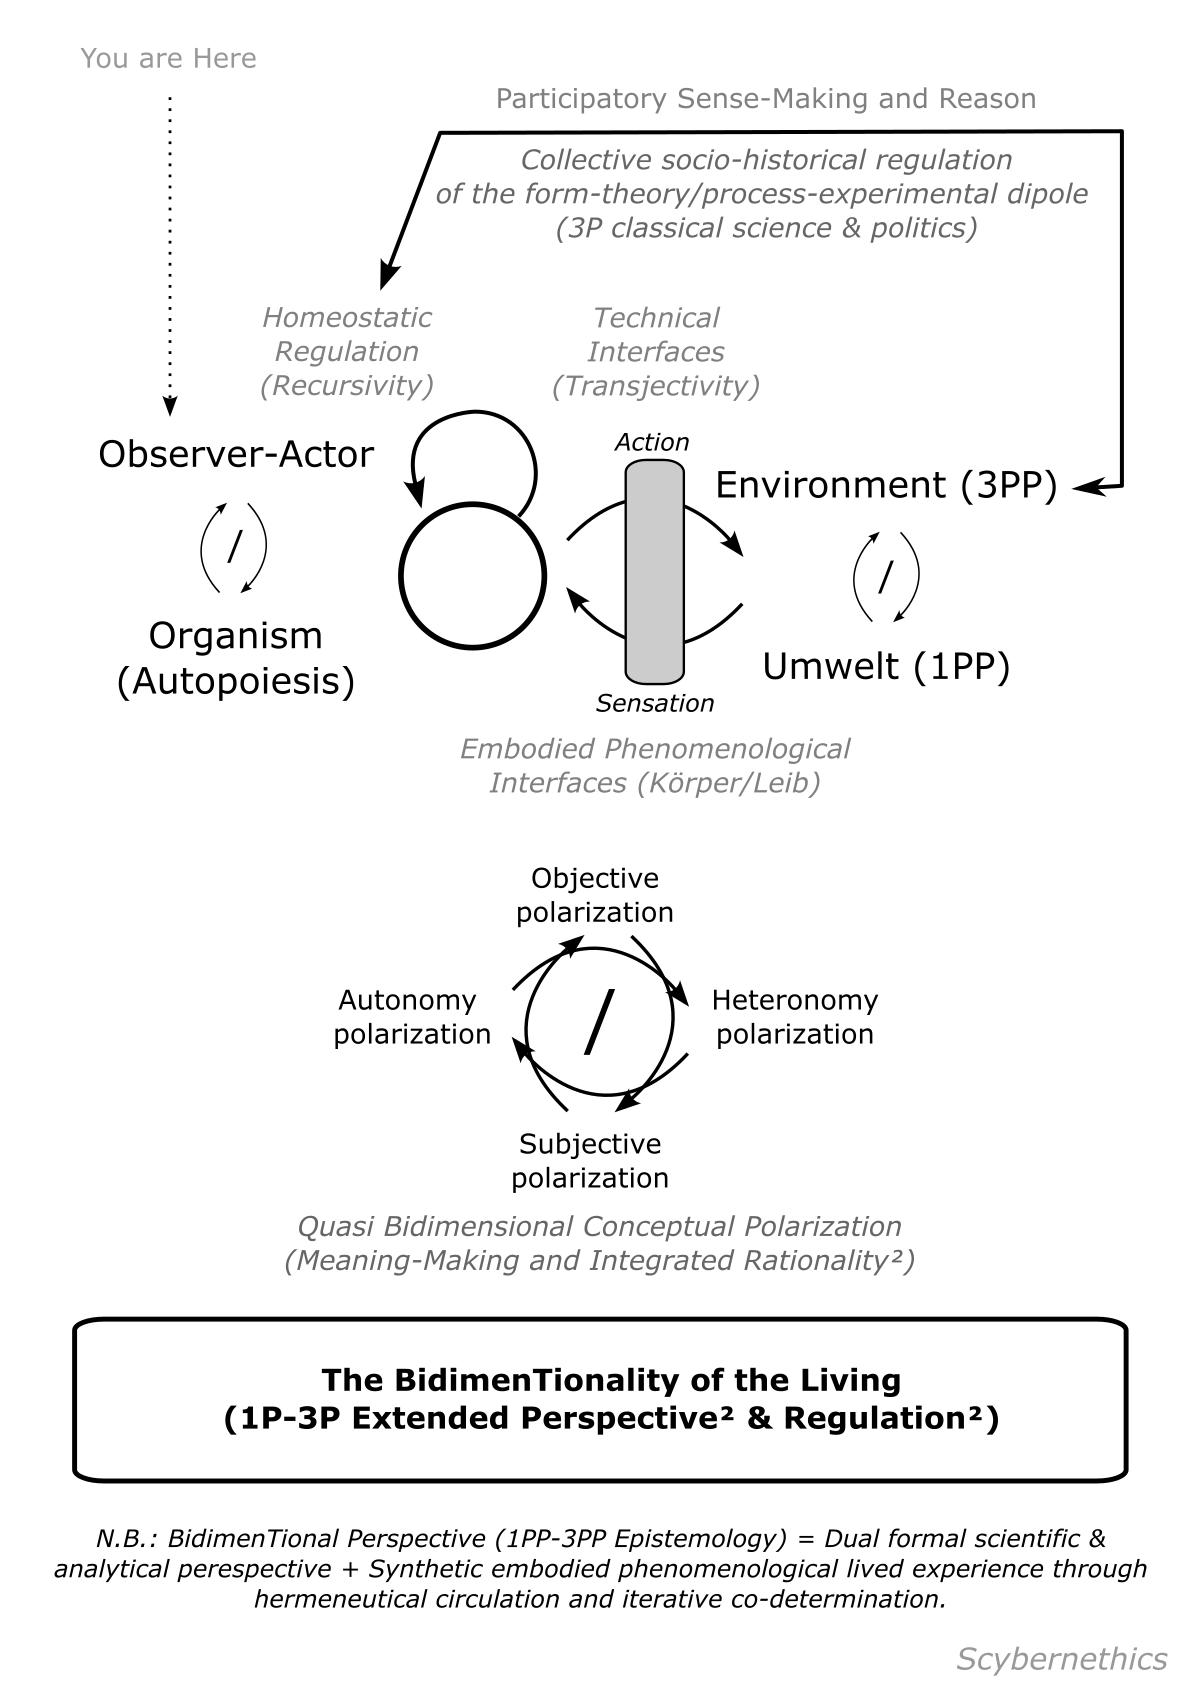 You are Here
Participatory Sense-Making and Reason
Collective socio-historical regulation
of the form-theory/process-experimental dipole
(3P classical science & politics)
Homeostatic
Regulation
(Recursivity)
Technical
Interfaces
(Transjectivity)
Observer-Actor
/
Organism
(Autopoiesis)
Action
Sensation
Environment (3PP)
/
Umwelt (1PP)
Embodied Phenomenological
Interfaces (Körper/Leib)
Objective
polarization
Autonomy
polarization
/
Heteronomy
polarization
Subjective
polarization
Quasi Bidimensional Conceptual Polarization
(Meaning-Making and Integrated Rationality²)
The BidimenTionality of the Living
(1P-3P Extended Perspective² & Regulation²)
N.B.: BidimenTional Perspective (1PP-3PP Epistemology) = Dual formal scientific &
analytical perespective + Synthetic embodied phenomenological lived experience through
hermeneutical circulation and iterative co-determination.
Scybernethics